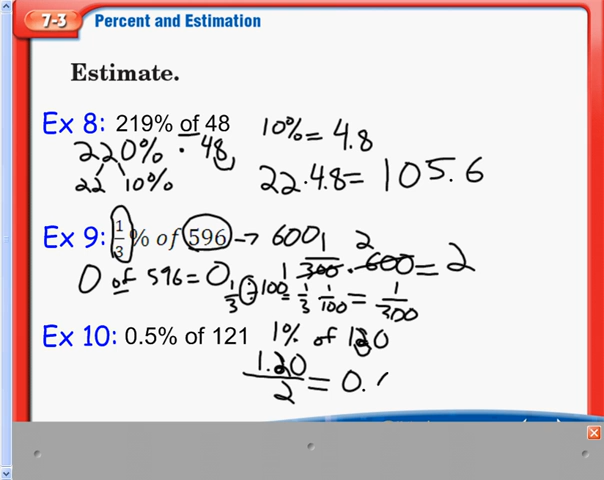 7-3 Percent and Estimation
Estimate.
Ex 8: 219% of 48 10% = 4.8
220% · 48
22 10% 22 · 4.8 = 105.6
Ex 9: 1/3 % of 596 → 600 1/300 · 600 = 2
1 2
0 of 596 = 0 1/3 ÷ 100 = 1/3 1/100 = 1/300
Ex 10: 0.5% of 121 1% of 120
1.20/2 = 0.